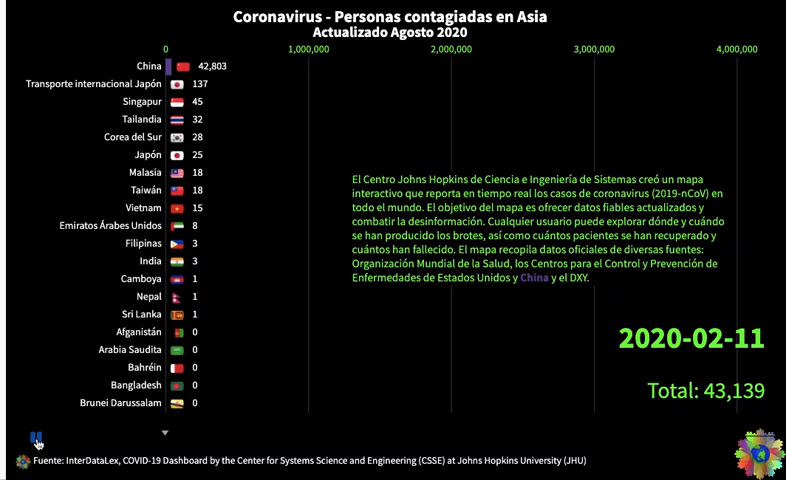 Coronavirus - Personas contagiadas en Asia
Actualizado Agosto 2020
0 1,000,000 2,000,000 3,000,000 4,000,000
China 42,803
Transporte internacional Japón 137
Singapur 45
Tailandia 32
Corea del Sur 28
Japón 25
Malasia 18
Taiwán 18
Vietnam 15
Emiratos Árabes Unidos 8
Filipinas 3
India 3
Camboya 1
Nepal 1
Sri Lanka 1
Afganistán 0
Arabia Saudita 0
Bahréin 0
Bangladesh 0
Brunei Darussalam 0
El Centro Johns Hopkins de Ciencia e Ingeniería de Sistemas creó un mapa
interactivo que reporta en tiempo real los casos de coronavirus (2019-nCoV) en
todo el mundo. El objetivo del mapa es ofrecer datos fiables actualizados y
combatir la desinformación. Cualquier usuario puede explorar dónde y cuándo
se han producido los brotes, así como cuántos pacientes se han recuperado y
cuántos han fallecido. El mapa recopila datos oficiales de diversas fuentes:
Organización Mundial de la Salud, los Centros para el Control y Prevención de
Enfermedades de Estados Unidos y China y el DXY.
2020-02-11
Total: 43,139
Fuente: InterDataLex, COVID-19 Dashboard by the Center for Systems Science and Engineering (CSSE) at Johns Hopkins University (JHU)